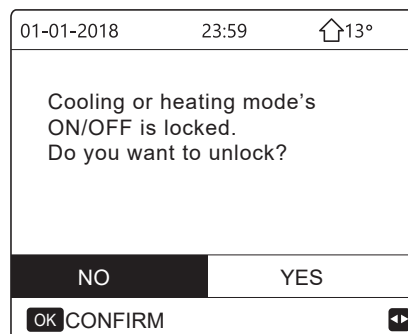 01-01-2018 23:59 13°
Cooling or heating mode's
ON/OFF is locked.
Do you want to unlock?
NO YES
OK CONFIRM